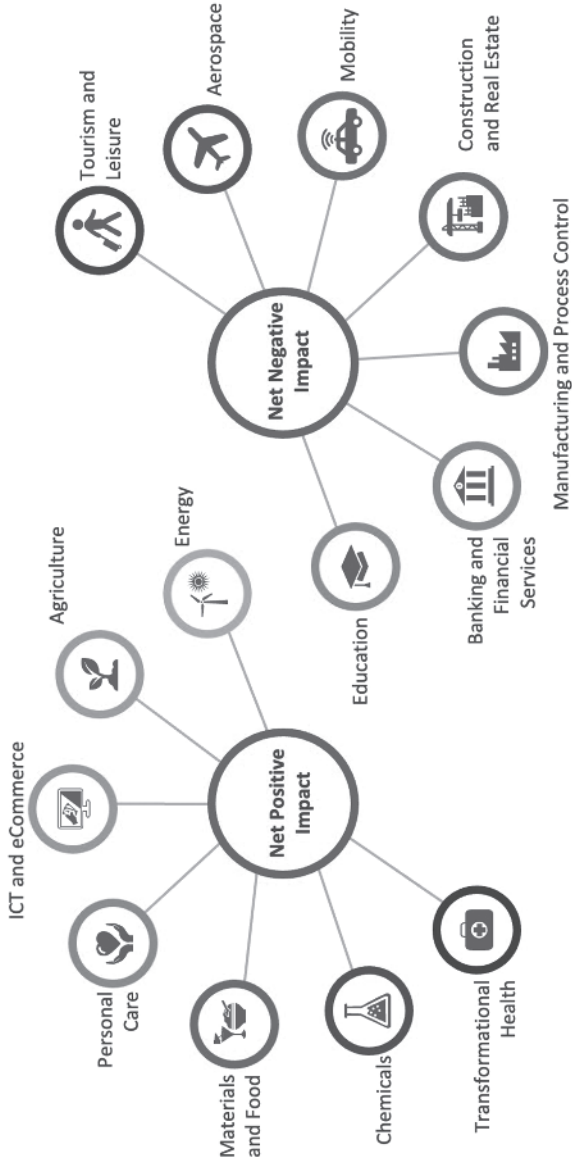 ICT and eCommerce
Agriculture
Energy
Personal
Care
Materials
and Food
Chemicals
Transformational
Health
Net Positive
Impact
Tourism and
Leisure
Aerospace
Mobility
Construction
and Real Estate
Manufacturing and Process Control
Banking and
Financial
Services
Education
Net Negative
Impact